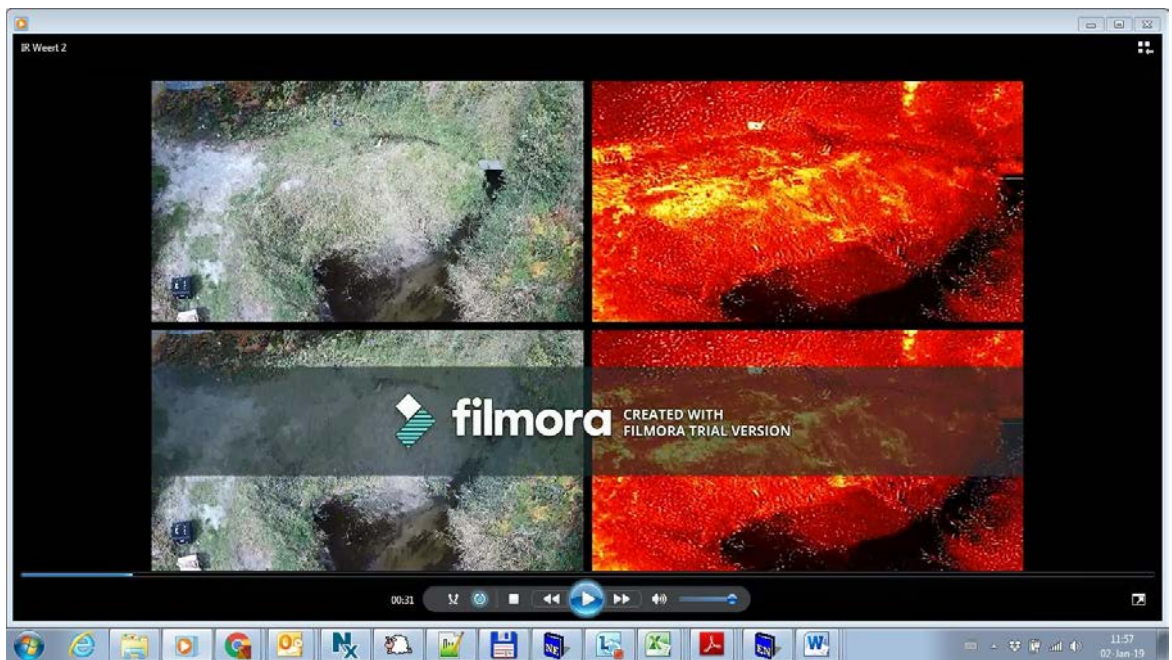 IR Weert 2
filmora
CREATED WITH
FILMORA TRIAL VERSION
00:31
11:57
02-Jan-19